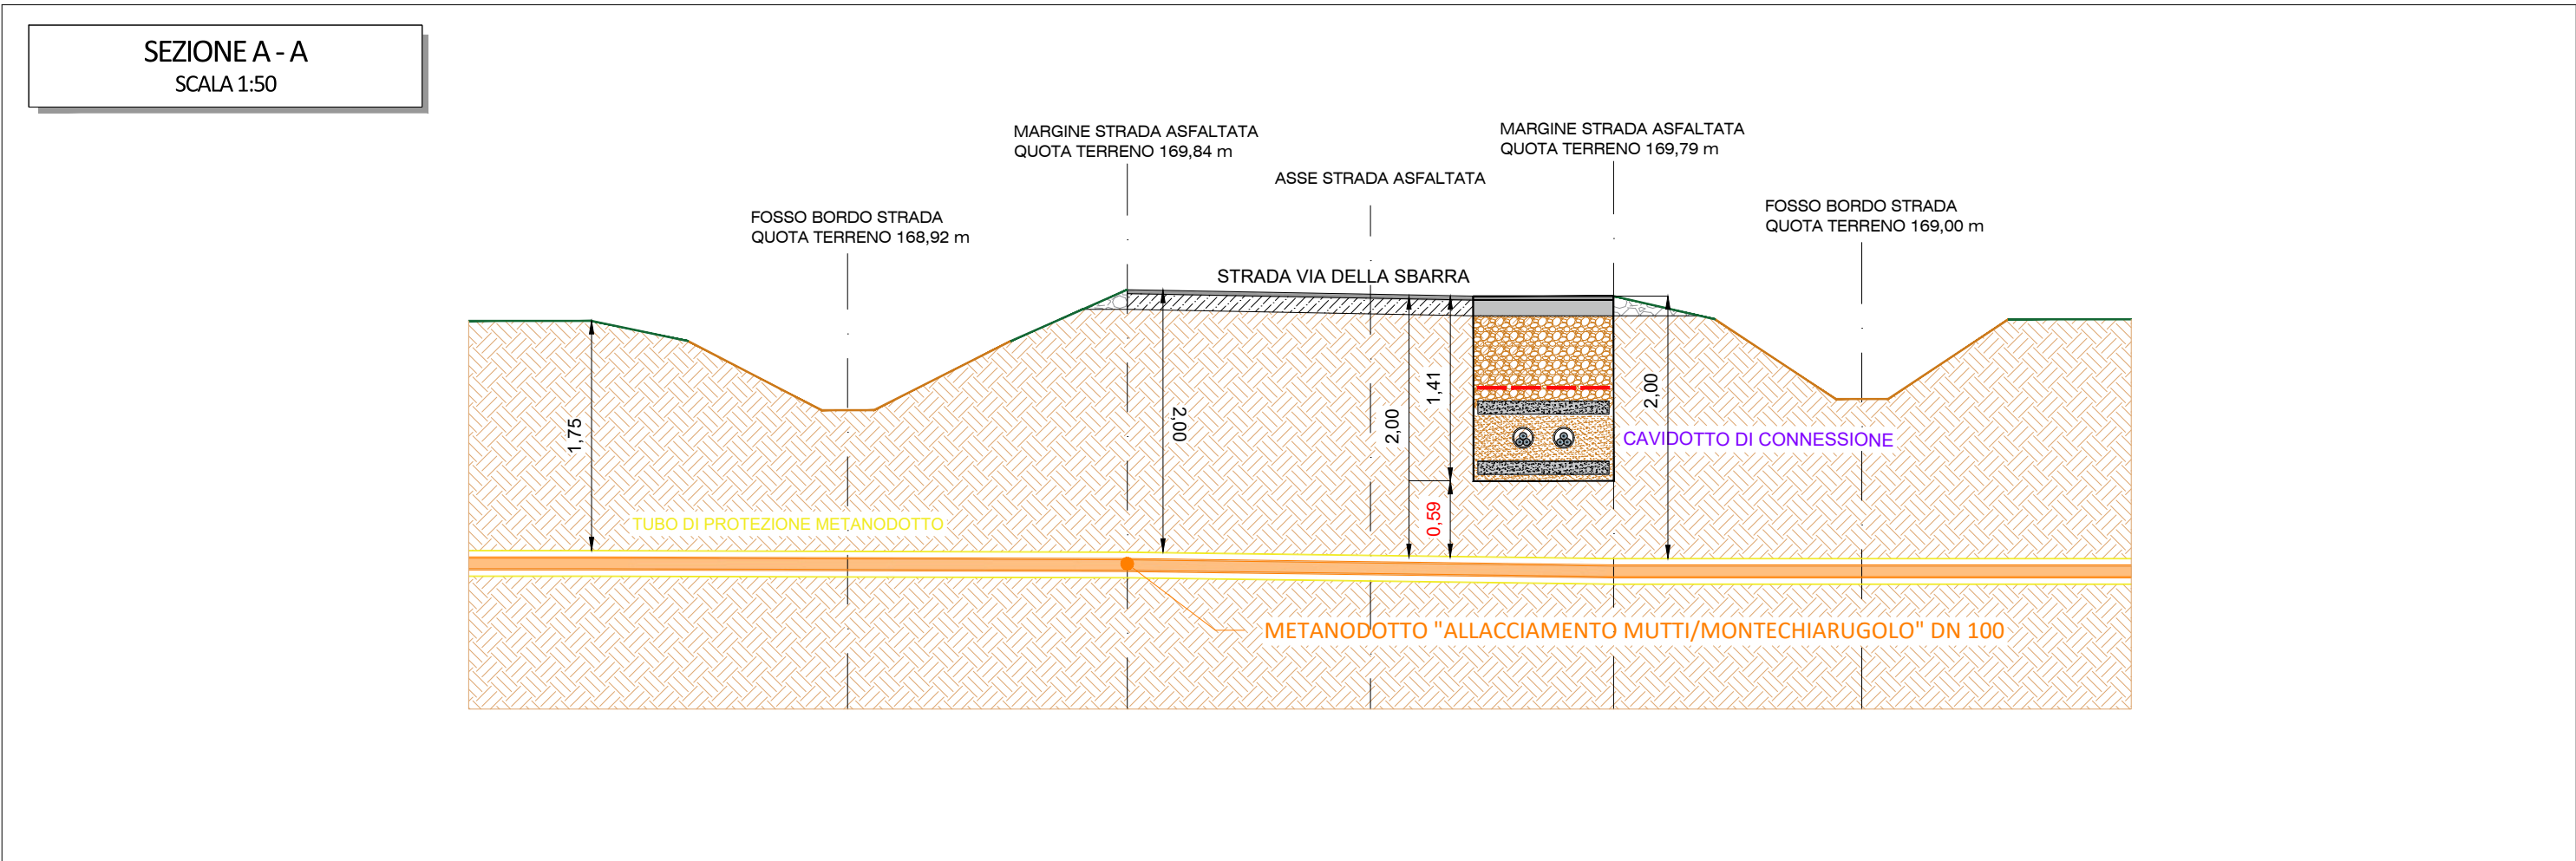 SEZIONE A - A
SCALA 1:50
MARGINE STRADA ASFALTATA
QUOTA TERRENO 169,84 m
MARGINE STRADA ASFALTATA
QUOTA TERRENO 169,79 m
ASSE STRADA ASFALTATA
FOSSO BORDO STRADA
QUOTA TERRENO 168,92 m
FOSSO BORDO STRADA
QUOTA TERRENO 169,00 m
STRADA VIA DELLA SBARRA
1,75
2,00
2,00
1,41
2,00
CAVIDOTTO DI CONNESSIONE
0,59
TUBO DI PROTEZIONE METANODOTTO
METANODOTTO "ALLACCIAMENTO MUTTI/MONTECHIARUGOLO" DN 100